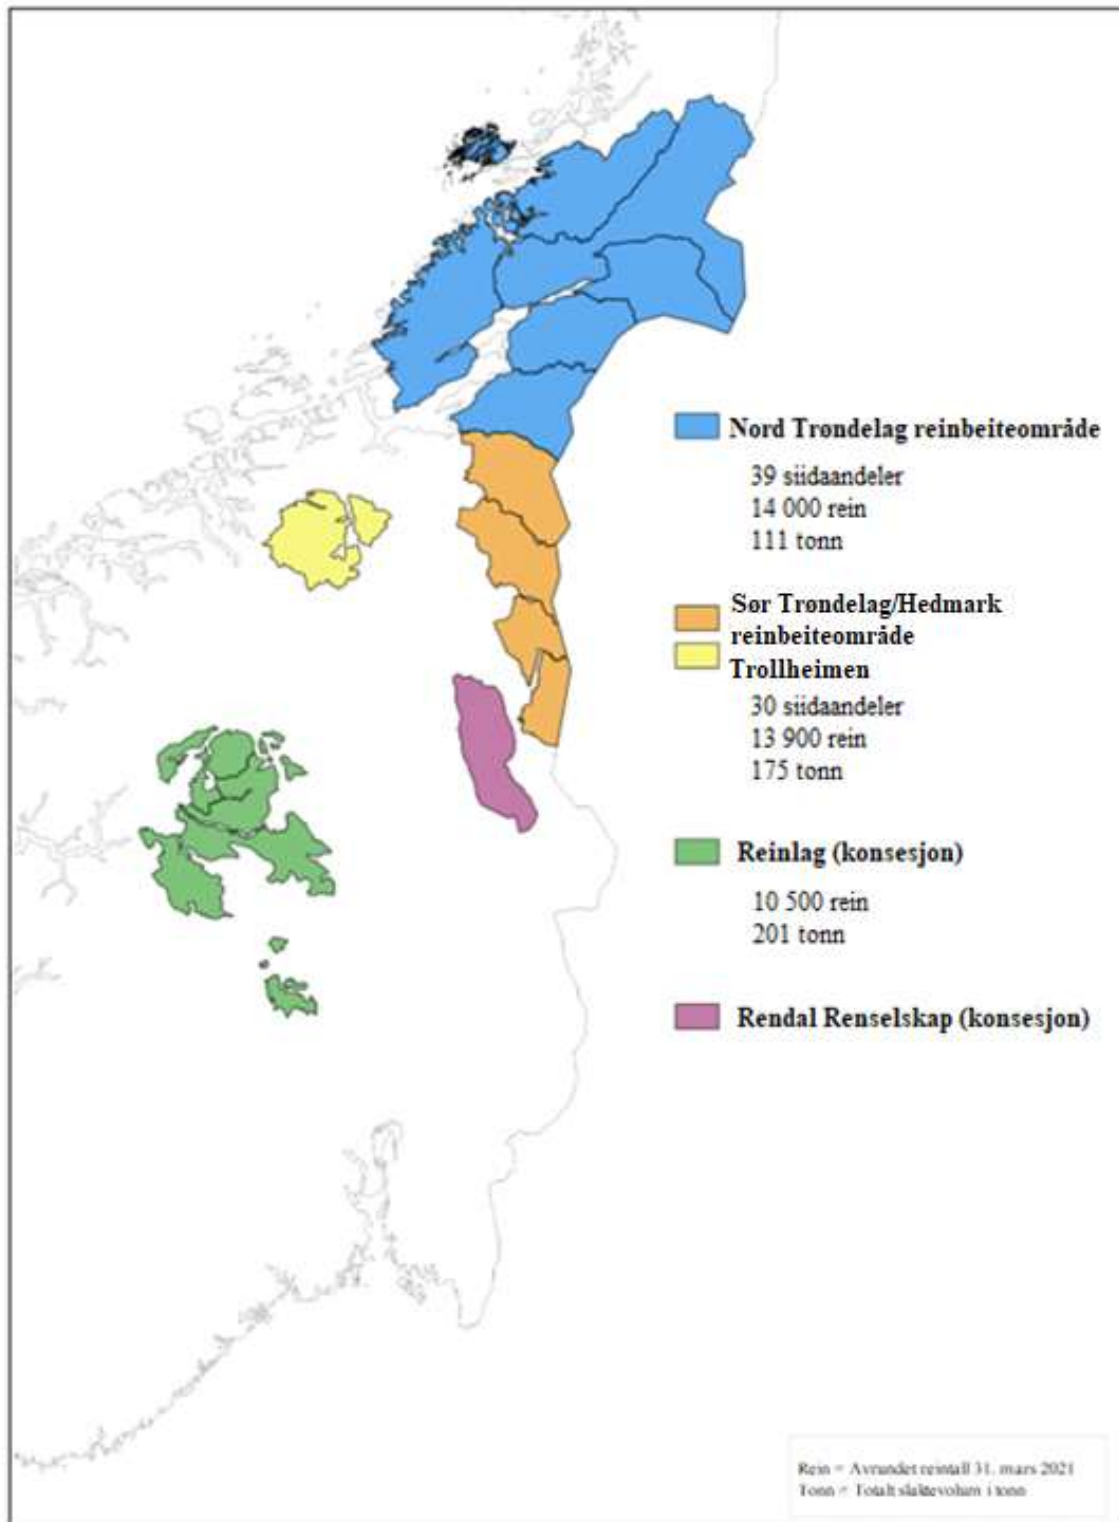 Nord Trøndelag reinbeiteområde
39 siidaandeler
14 000 rein
111 tonn
Sør Trøndelag/Hedmark
reinbeiteområde
Trollheimen
30 siidaandeler
13 900 rein
175 tonn
Reinlag (konsesjon)
10 500 rein
201 tonn
Rendal Renselskap (konsesjon)
Rein = Avrundet reintall 31. mars 2021
Tonn = Totalt slaktevolum i tonn